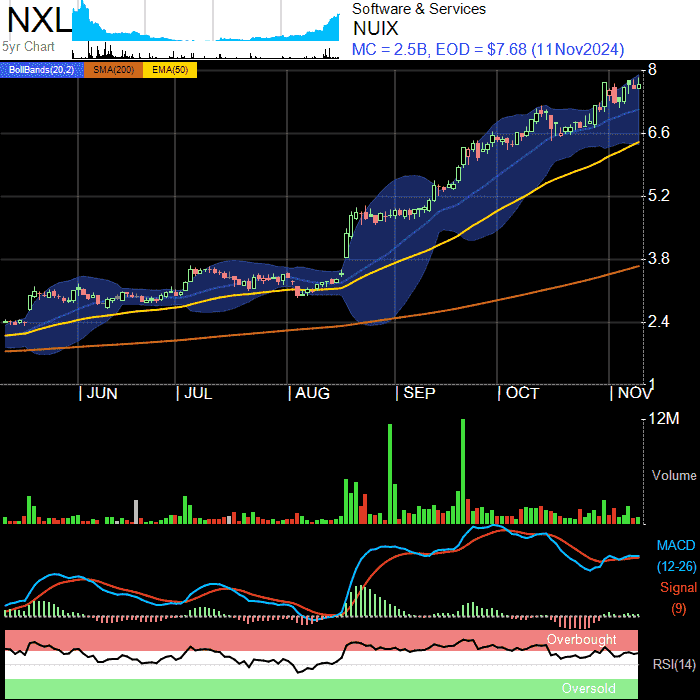 NXL
5yr Chart
Software & Services
NUIX
MC = 2.5B, EOD = $7.68 (11Nov2024)
BollBands(20,2) SMA(200) EMA(50)
8
6.6
5.2
3.8
2.4
1
JUN JUL AUG SEP OCT NOV
12M
Volume
MACD
(12-26)
Signal
(9)
Overbought
RSI(14)
Oversold